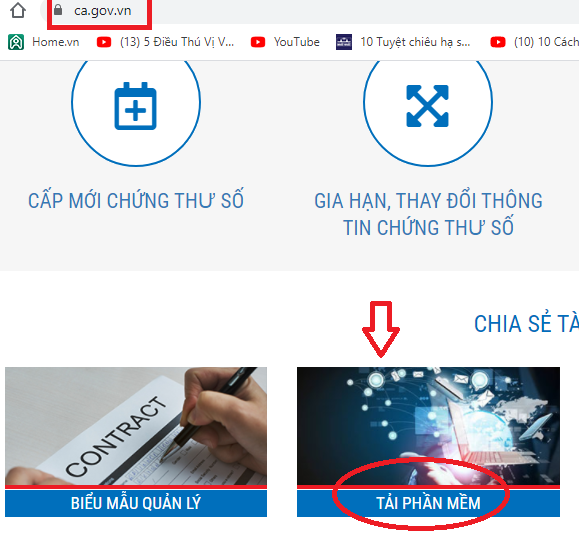 ca.gov.vn
Home.vn (13) 5 Điều Thú Vị V... YouTube 10 Tuyệt chiêu hạ s... (10) 10 Cách
CẤP MỚI CHỨNG THƯ SỐ
GIA HẠN, THAY ĐỔI THÔNG
TIN CHỨNG THƯ SỐ
CHIA SẺ TÀ
CONTRACT
BIỂU MẪU QUẢN LÝ
TẢI PHẦN MỀM